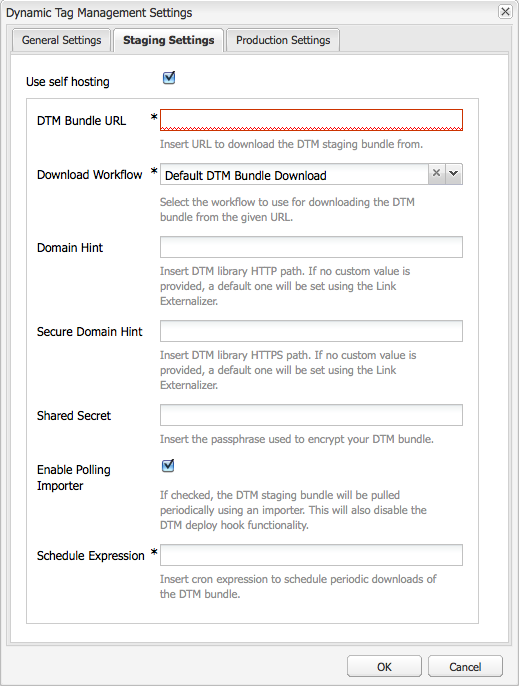 Dynamic Tag Management Settings
General Settings Staging Settings Production Settings
Use self hosting
DTM Bundle URL *
Insert URL to download the DTM staging bundle from.
Download Workflow * Default DTM Bundle Download
Select the workflow to use for downloading the DTM
bundle from the given URL.
Domain Hint
Insert DTM library HTTP path. If no custom value is
provided, a default one will be set using the Link
Externalizer.
Secure Domain Hint
Insert DTM library HTTPS path. If no custom value is
provided, a default one will be set using the Link
Externalizer.
Shared Secret
Insert the passphrase used to encrypt your DTM bundle.
Enable Polling
Importer
If checked, the DTM staging bundle will be pulled
periodically using an importer. This will also disable the
DTM deploy hook functionality.
Schedule Expression *
Insert cron expression to schedule periodic downloads of
the DTM bundle.
OK Cancel